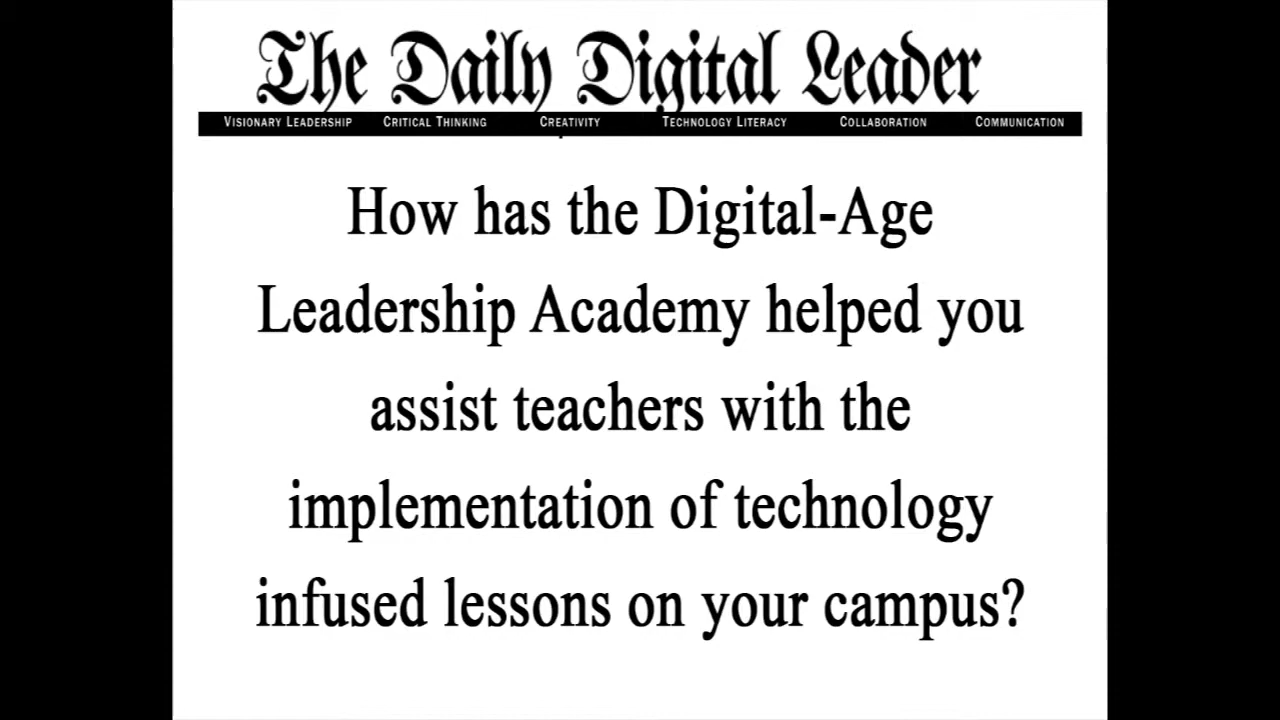 The Daily Digital Leader
VISIONARY LEADERSHIP CRITICAL THINKING CREATIVITY TECHNOLOGY LITERACY COLLABORATION COMMUNICATION
How has the Digital-Age
Leadership Academy helped you
assist teachers with the
implementation of technology
infused lessons on your campus?